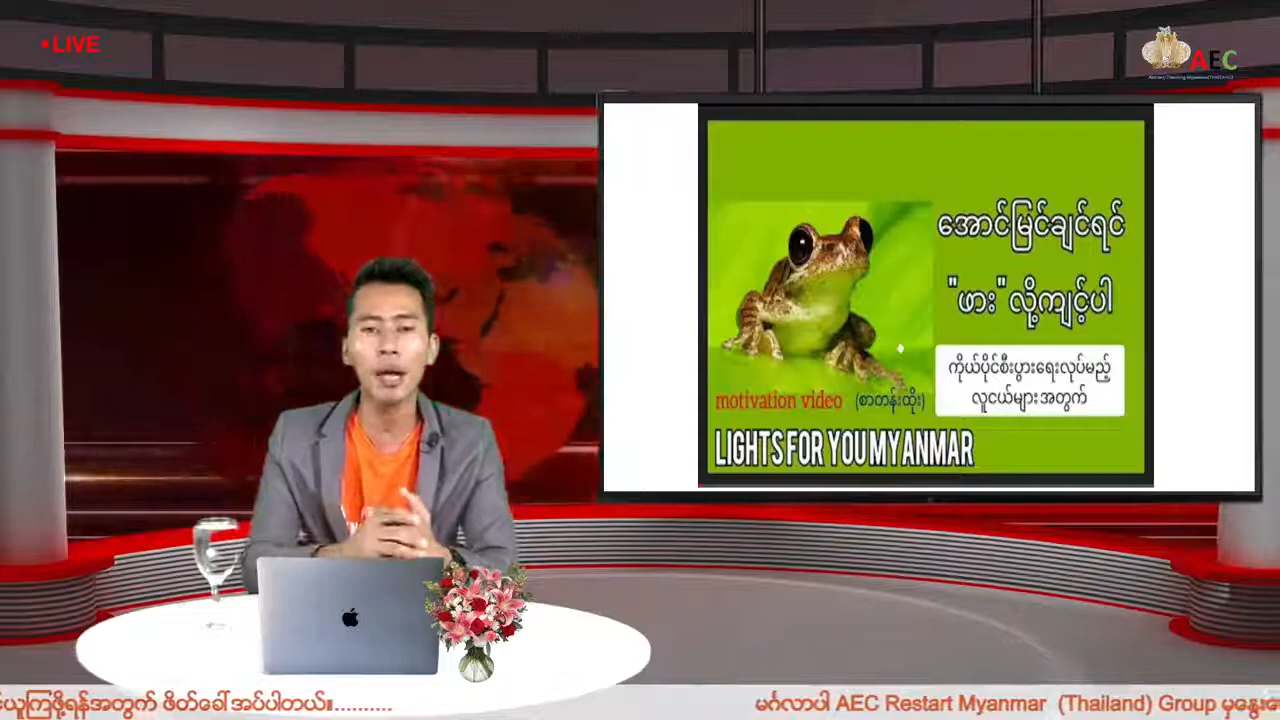 • LIVE
AEC
အောင်မြင်ချင်ရင်
"ဖား"လို့ကျင့်ပါ
ကိုယ်ပိုင်စီးပွားရေးလုပ်မည့်
လူငယ်များအတွက်
motivation video (စာတန်းထိုး)
LIGHTS FOR YOU MYANMAR
ယူကြဖို့ရန်အတွက် ဖိတ်ခေါ် အပ်ပါတယ်။..........
မင်္ဂလာပါ AEC Restart Myanmar (Thailand) Group မှ